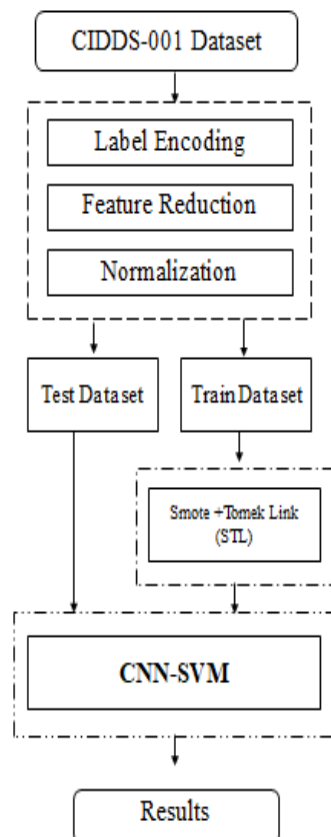 CIDDS-001 Dataset
Label Encoding
Feature Reduction
Normalization
Test Dataset
Train Dataset
Smote +Tomek Link
(STL)
CNN-SVM
Results